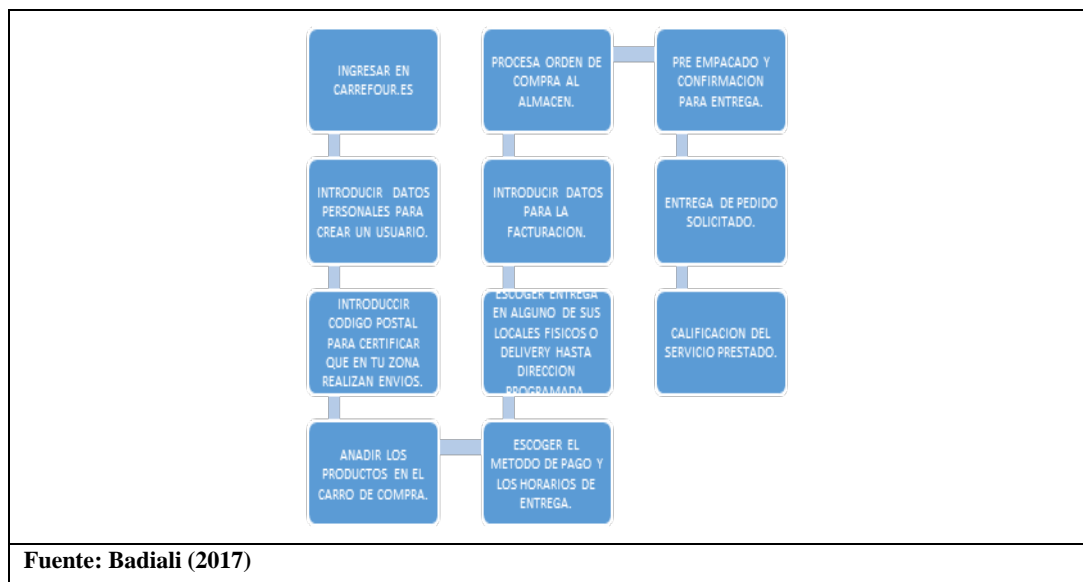 INGRESAR EN
CARREFOUR.ES
INTRODUCIR DATOS
PERSONALES PARA
CREAR UN USUARIO.
INTRODUCCIR
CODIGO POSTAL
PARA CERTIFICAR
QUE EN TU ZONA
REALIZAN ENVIOS.
ANADIR LOS
PRODUCTOS EN EL
CARRO DE COMPRA.
ESCOGER EL
METODO DE PAGO Y
LOS HORARIOS DE
ENTREGA.
ESCOGER ENTREGA
EN ALGUNO DE SUS
LOCALES FISICOS O
DELIVERY HASTA
DIRECCION
PROGRAMADA.
INTRODUCIR DATOS
PARA LA
FACTURACION.
PROCESA ORDEN DE
COMPRA AL
ALMACEN.
PRE EMPACADO Y
CONFIRMACION
PARA ENTREGA.
ENTREGA DE PEDIDO
SOLICITADO.
CALIFICACION DEL
SERVICIO PRESTADO.
Fuente: Badiali (2017)